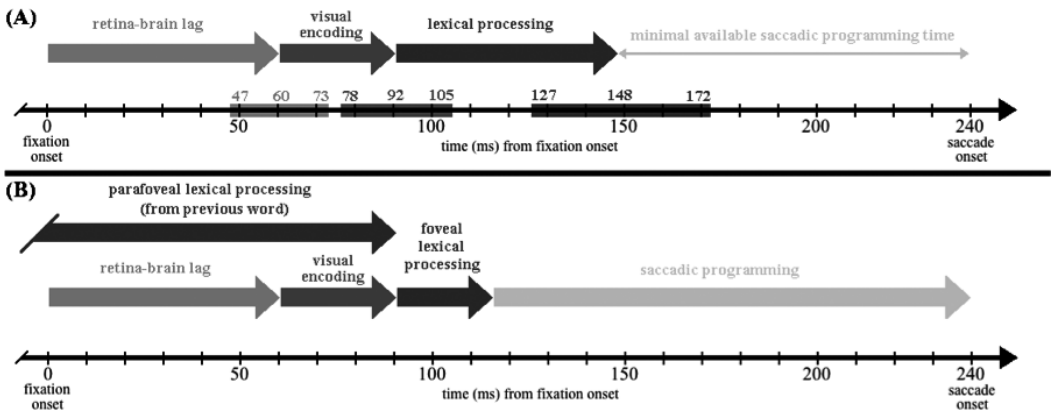 (A)
retina-brain lag
visual
encoding
lexical processing
minimal available saccadic programming time
47 60 73 78 92 105 127 148 172
0 50 100 150 200 240
fixation
onset
time (ms) from fixation onset
saccade
onset
(B)
parafoveal lexical processing
(from previous word)
foveal
lexical
processing
retina-brain lag
visual
encoding
saccadic programming
0 50 100 150 200 240
fixation
onset
time (ms) from fixation onset
saccade
onset